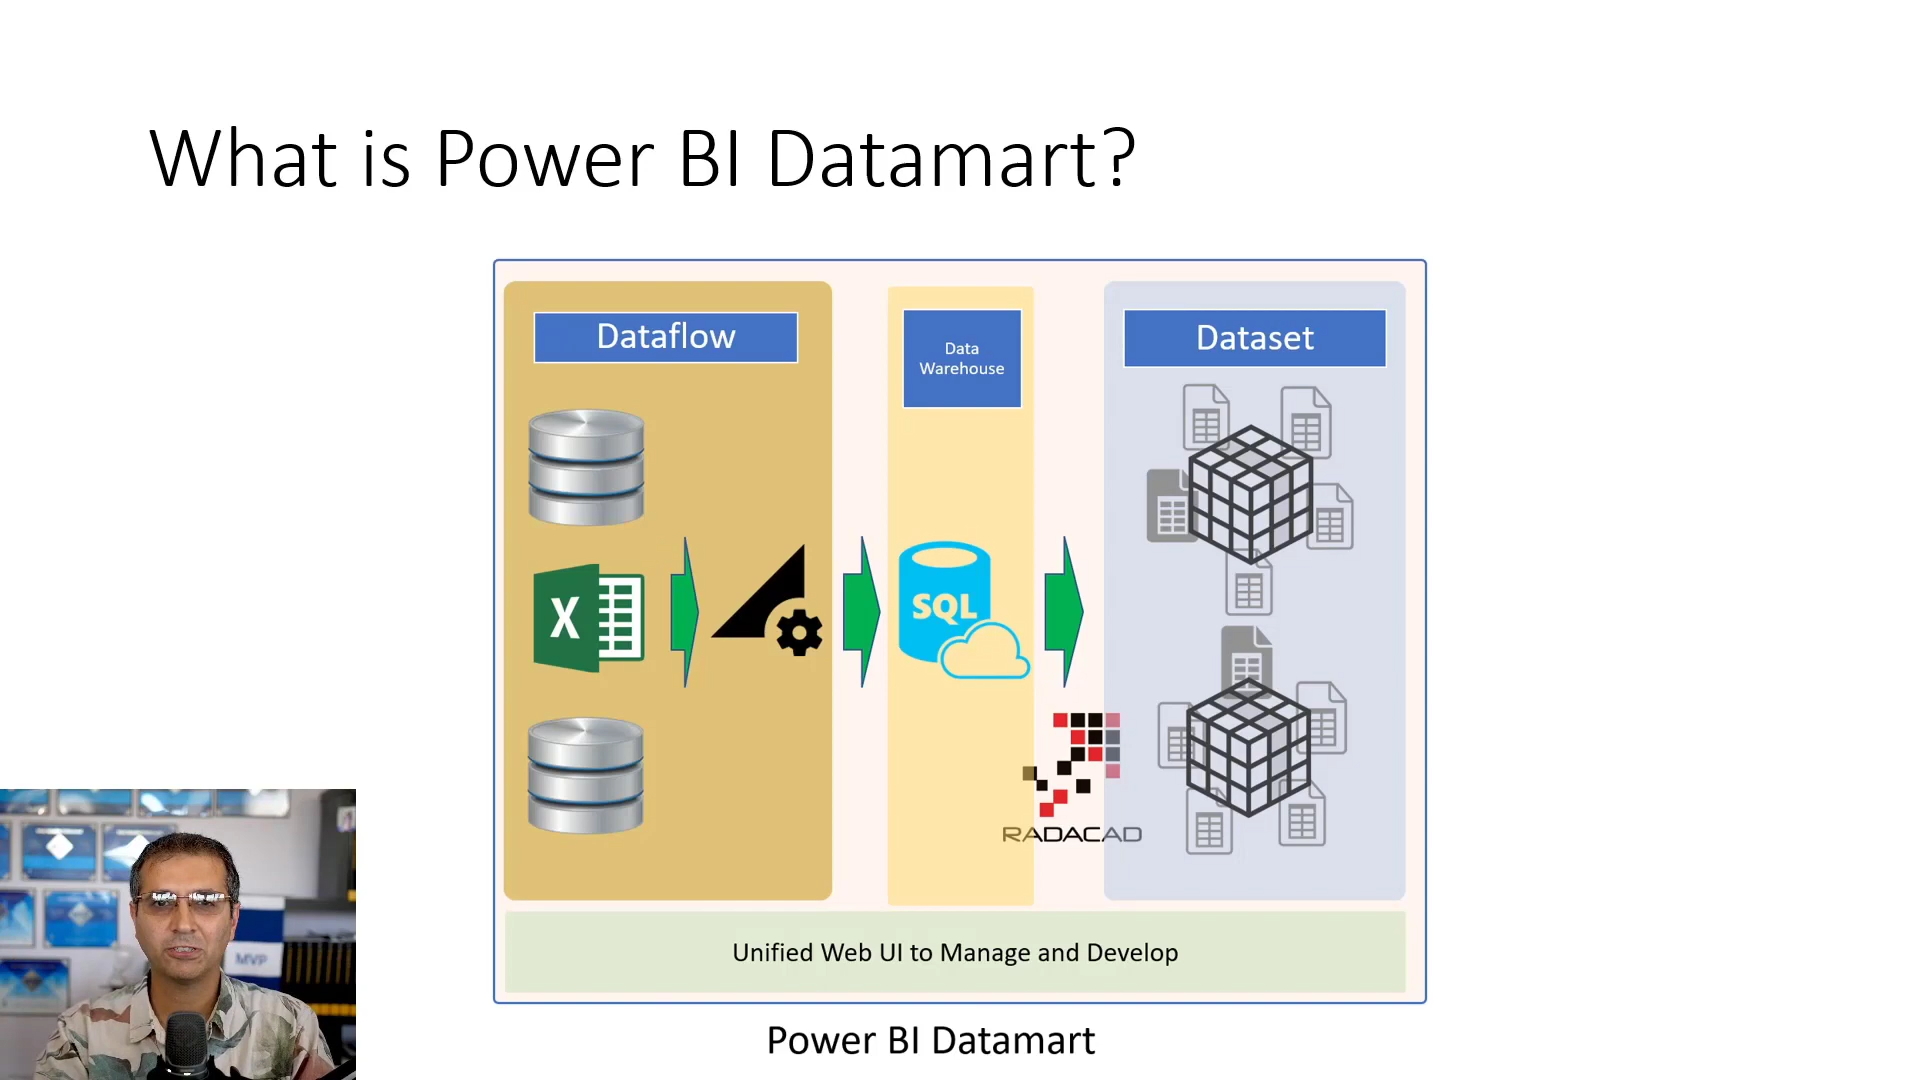 What is Power BI Datamart?
Dataflow
Data
Warehouse
Dataset
X
SQL
RADACAD
MVP
Unified Web UI to Manage and Develop
Power BI Datamart